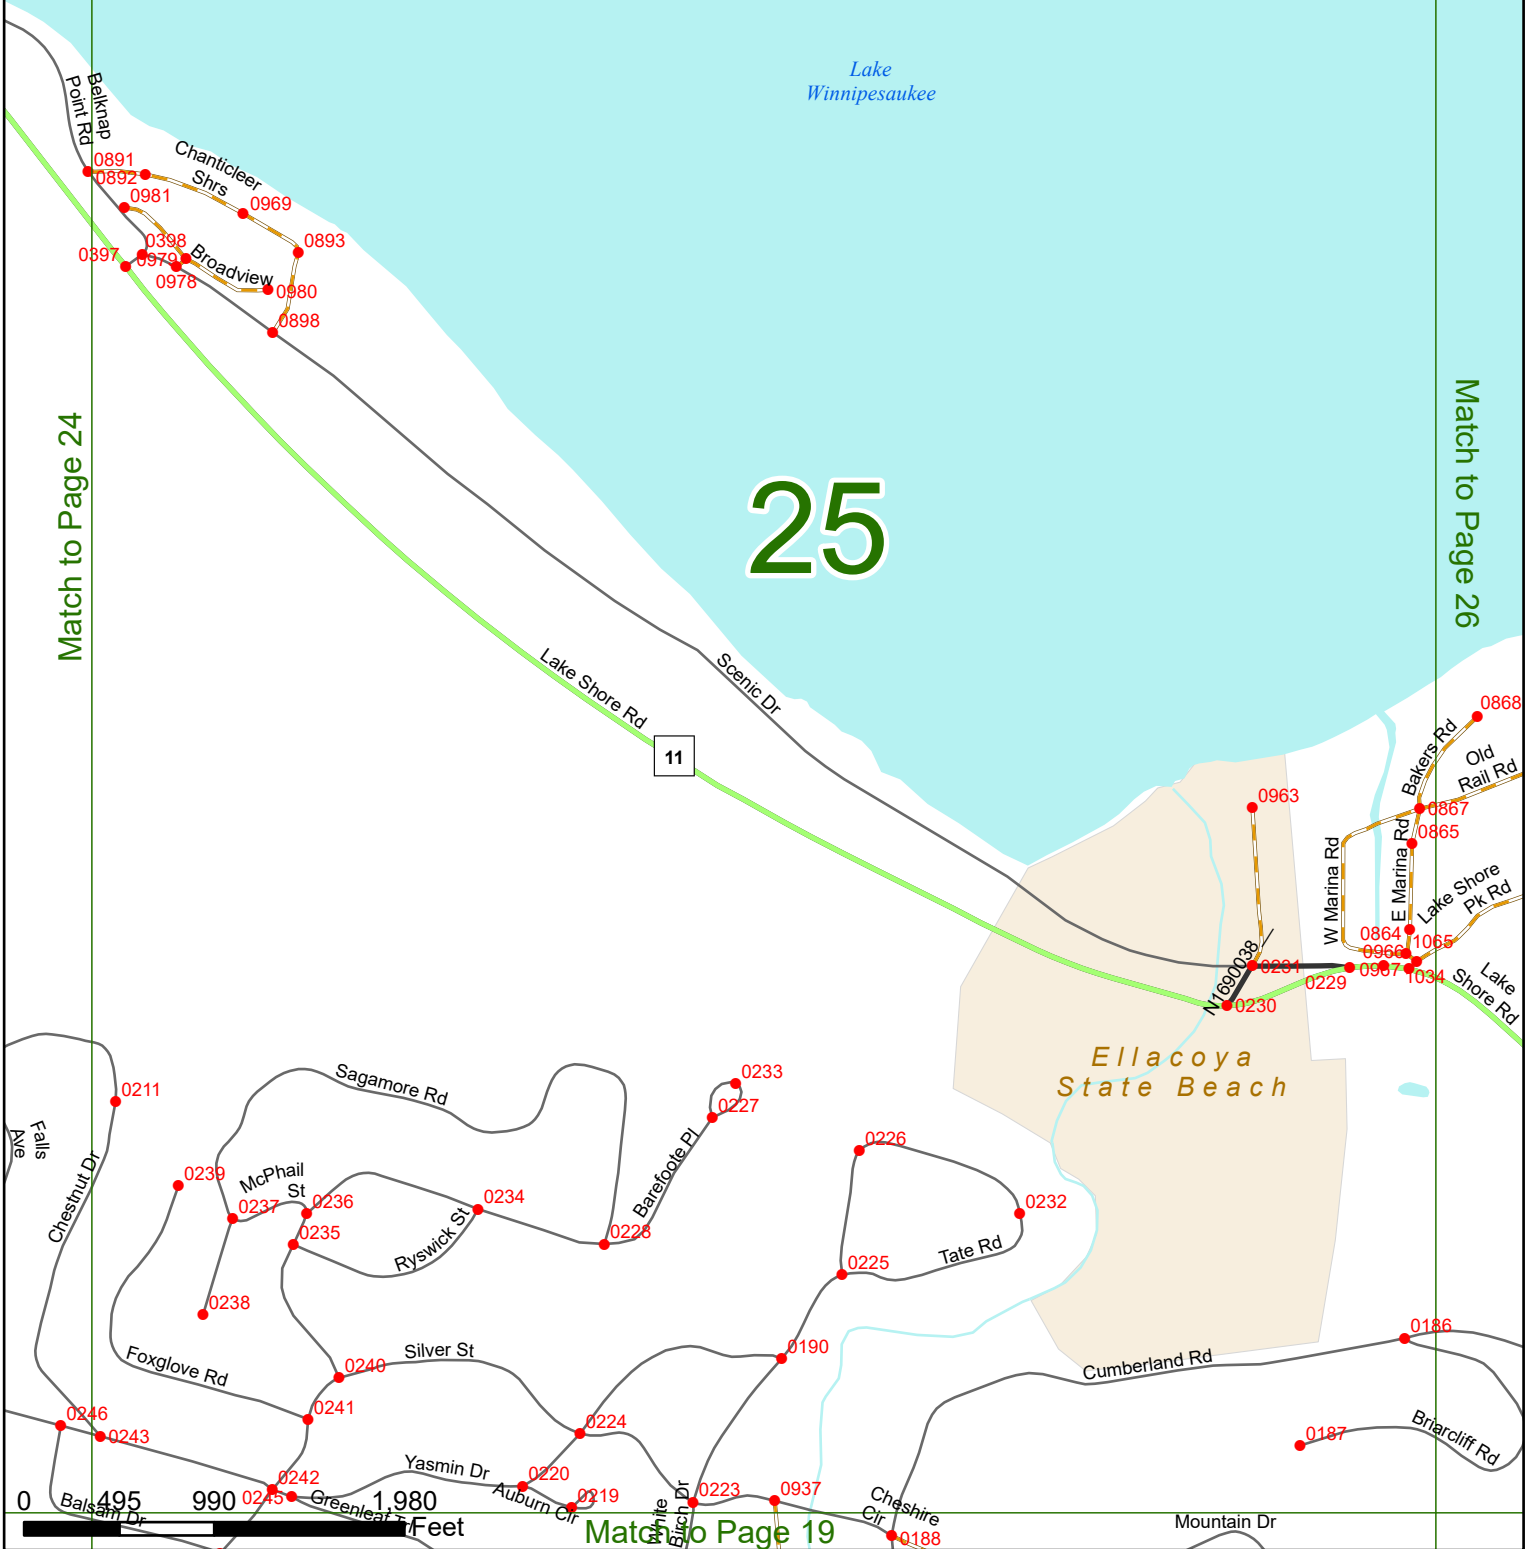 Lake
Winnipesaukee
Belknap
Point Rd
0891
0892
Chanticleer
Shrs
0981
0969
0893
0398
0397
0979
0978
Broadview
0980
0898
Match to Page 24
25
Match to Page 26
Lake Shore Rd
11
Scenic Dr
0868
Bakers Rd
Old
Rail Rd
0963
0867
0865
W Marina Rd
E Marina Rd
Lake Shore
Pk Rd
0864
1065
0966
0967
1034
0229
0231
N1690038
0230
Lake
Shore Rd
Ellacoya
State Beach
0211
Falls
Ave
Chestnut Dr
Sagamore Rd
0233
0227
Barefoote Pl
0226
0239
McPhail
St
0237
0236
0235
0234
Ryswick St
0228
0232
0225
Tate Rd
0238
0190
0186
Foxglove Rd
Silver St
0240
Cumberland Rd
0241
0246
0243
0224
0187
Briarcliff Rd
Yasmin Dr
0220
0242
0245
Auburn Cir
0219
White
Birch Dr
0223
0937
Cheshire
Cir
0188
Mountain Dr
Balsam Dr
Greenleaf Trl
0 495 990 1,980
Feet
Match to Page 19